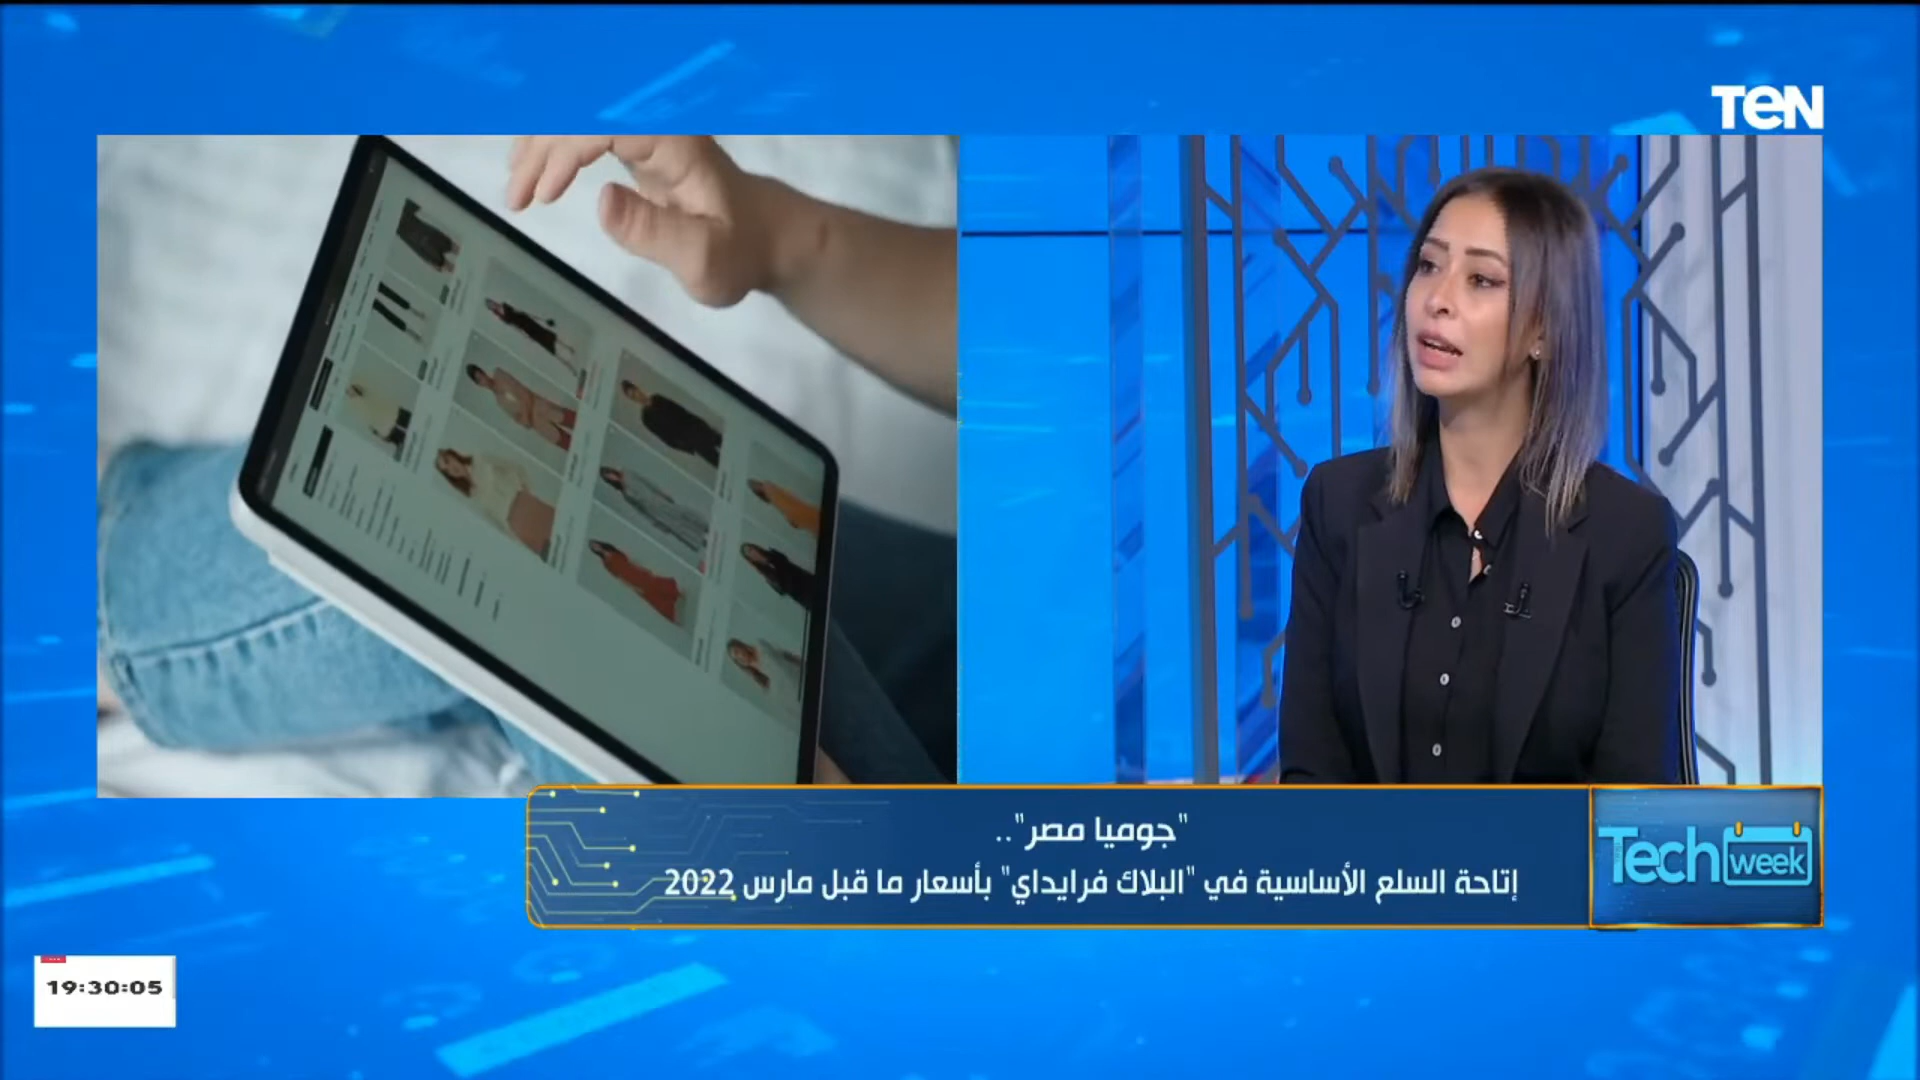 TeN
"جوميا مصر"..
إتاحة السلع الأساسية في "البلاك فرايداي" بأسعار ما قبل مارس 2022
Tech week
19:30:05